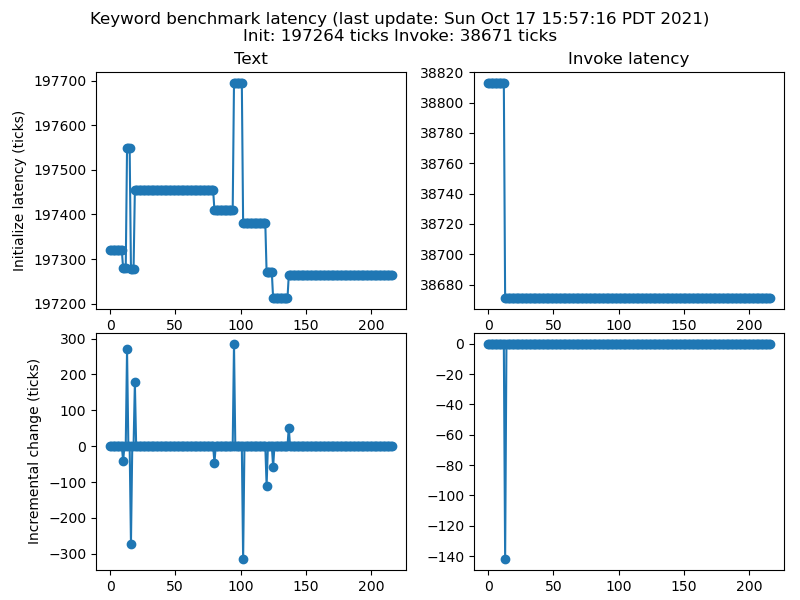 Keyword benchmark latency (last update: Sun Oct 17 15:57:16 PDT 2021)
Init: 197264 ticks Invoke: 38671 ticks
Text
Initialize latency (ticks)
197700
197600
197500
197400
197300
197200
0 50 100 150 200
Invoke latency
38820
38800
38780
38760
38740
38720
38700
38680
0 50 100 150 200
Incremental change (ticks)
300
200
100
0
−100
−200
−300
0 50 100 150 200
0
−20
−40
−60
−80
−100
−120
−140
0 50 100 150 200